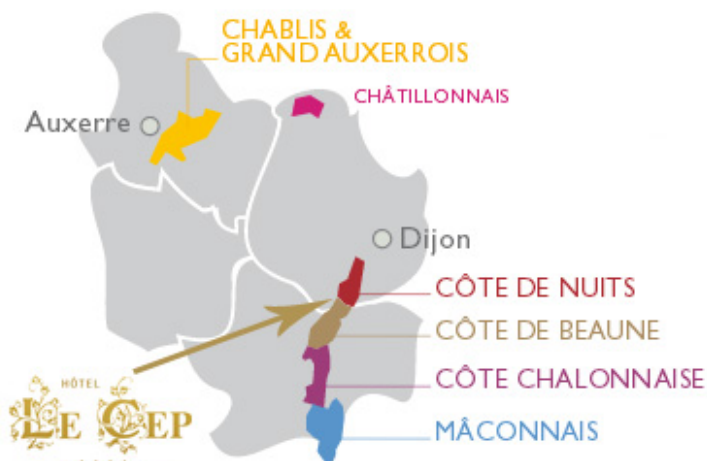 CHABLIS &
GRAND AUXERROIS
CHÂTILLONNAIS
Auxerre
Dijon
CÔTE DE NUITS
CÔTE DE BEAUNE
CÔTE CHALONNAISE
MÂCONNAIS
HÔTEL
LE CEP